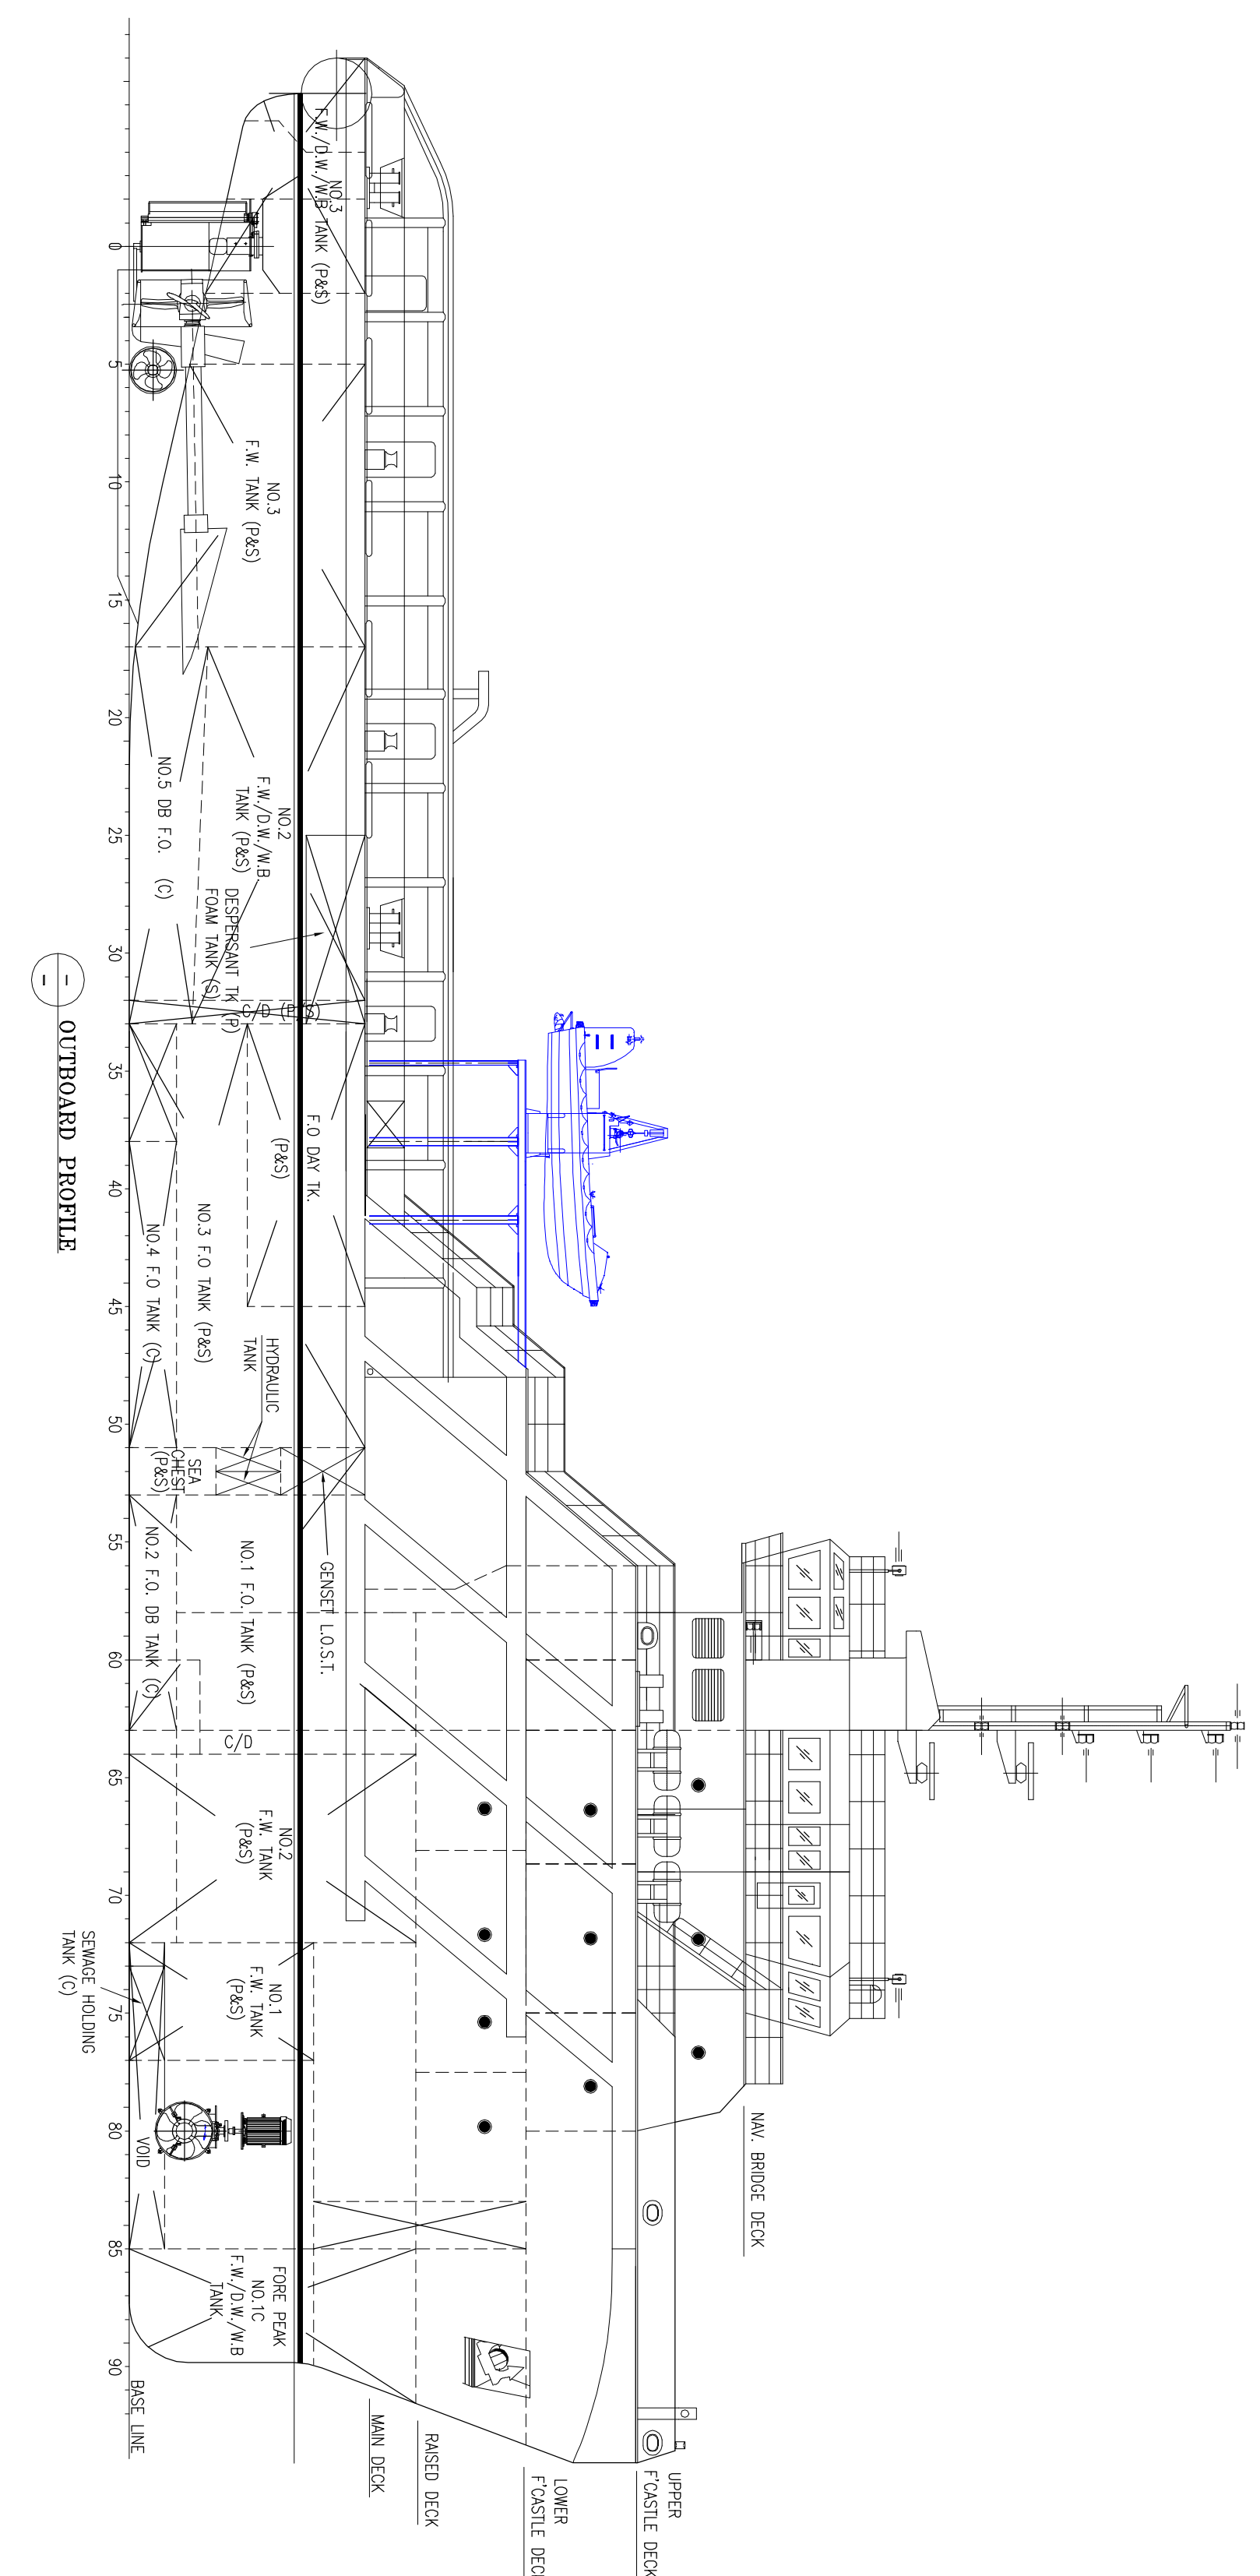 NAV. BRIDGE DECK
UPPER
F'CASTLE DECK
LOWER
F'CASTLE DECK
RAISED DECK
MAIN DECK
BASE LINE
NO.3
F.W./D.W./W.B TANK (P&S)
NO.3
F.W. TANK (P&S)
NO.2
F.W./D.W./W.B
TANK (P&S)
DESPERSANT TK (P)
FOAM TANK (S)
NO.5 DB F.O. (C)
C/D (P/S)
F.O DAY TK.
(P&S)
NO.3 F.O TANK (P&S)
NO.4 F.O TANK (C)
HYDRAULIC
TANK
SEA
CHEST
(P&S)
GENSET L.O.S.T.
NO.1 F.O. TANK (P&S)
NO.2 F.O. DB TANK (C)
C/D
NO.2
F.W. TANK
(P&S)
NO.1
F.W. TANK
(P&S)
SEWAGE HOLDING
TANK (C)
VOID
FORE PEAK
NO.1C
F.W./D.W./W.B
TANK
0 5 10 15 20 25 30 35 40 45 50 55 60 65 70 75 80 85 90
- -
OUTBOARD PROFILE